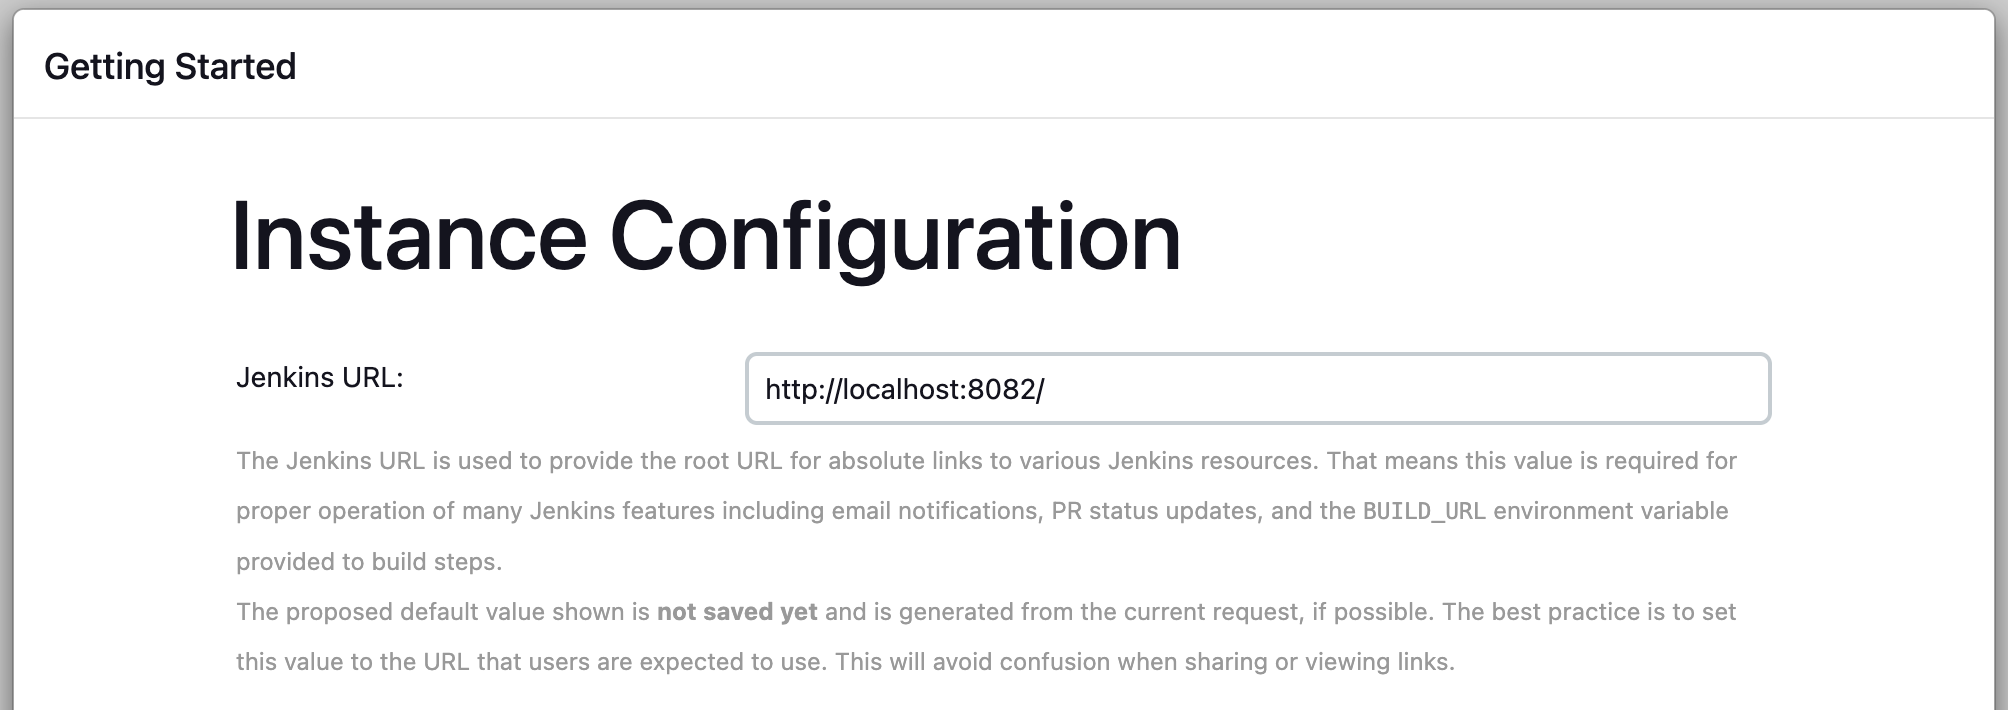 Getting Started
Instance Configuration
Jenkins URL:
http://localhost:8082/
The Jenkins URL is used to provide the root URL for absolute links to various Jenkins resources. That means this value is required for
proper operation of many Jenkins features including email notifications, PR status updates, and the BUILD_URL environment variable
provided to build steps.
The proposed default value shown is not saved yet and is generated from the current request, if possible. The best practice is to set
this value to the URL that users are expected to use. This will avoid confusion when sharing or viewing links.